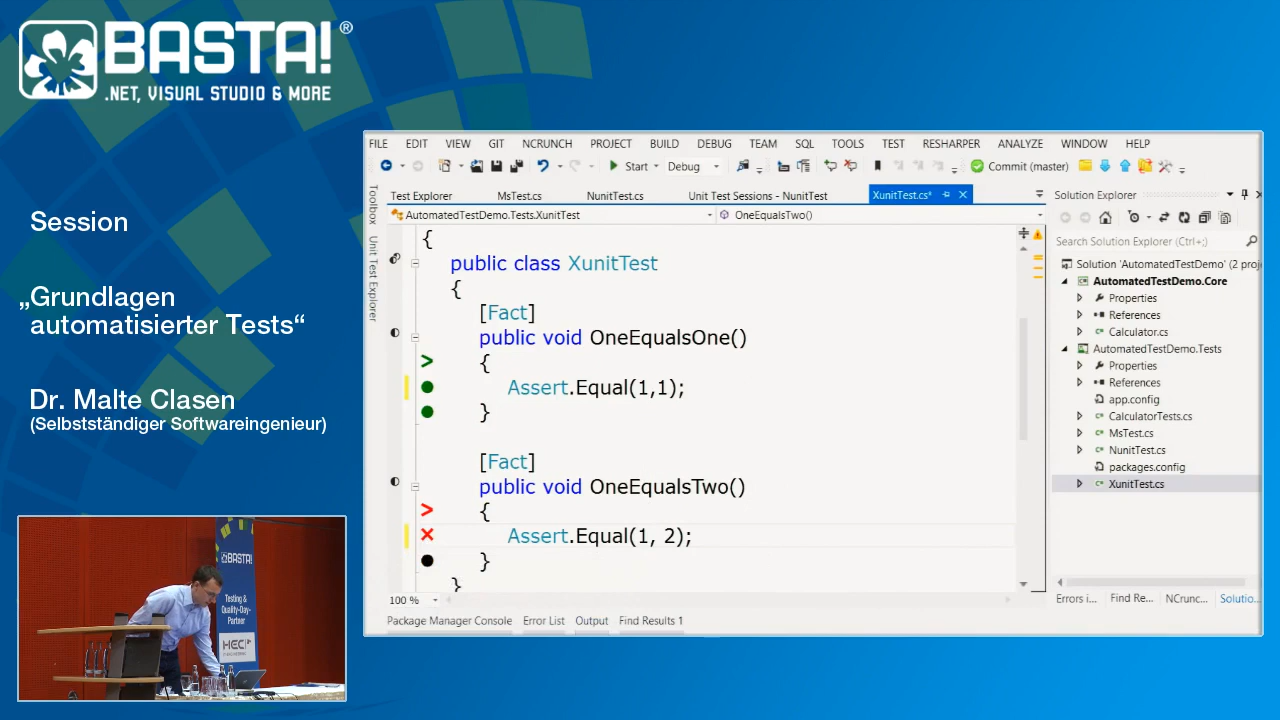 BASTA!®
.NET, VISUAL STUDIO & MORE
Session
„Grundlagen
automatisierter Tests“
Dr. Malte Clasen
(Selbstständiger Softwareingenieur)
FILE EDIT VIEW GIT NCRUNCH PROJECT BUILD DEBUG TEAM SQL TOOLS TEST RESHARPER ANALYZE WINDOW HELP
Start Debug Commit (master)
Toolbox
Unit Test Explorer
Test Explorer MsTest.cs NunitTest.cs Unit Test Sessions - NunitTest XunitTest.cs*
AutomatedTestDemo.Tests.XunitTest OneEqualsTwo()
{
public class XunitTest
{
[Fact]
public void OneEqualsOne()
{
Assert.Equal(1,1);
}
[Fact]
public void OneEqualsTwo()
{
Assert.Equal(1, 2);
}
}
100 %
Package Manager Console Error List Output Find Results 1
Solution Explorer
Search Solution Explorer (Ctrl+;)
Solution 'AutomatedTestDemo' (2 proj
AutomatedTestDemo.Core
Properties
References
Calculator.cs
AutomatedTestDemo.Tests
Properties
References
app.config
CalculatorTests.cs
MsTest.cs
NunitTest.cs
packages.config
XunitTest.cs
Errors i... Find Re... NCrunc... Solutio...
BASTA!
Testing &
Quality-Day-
Partner
HEC